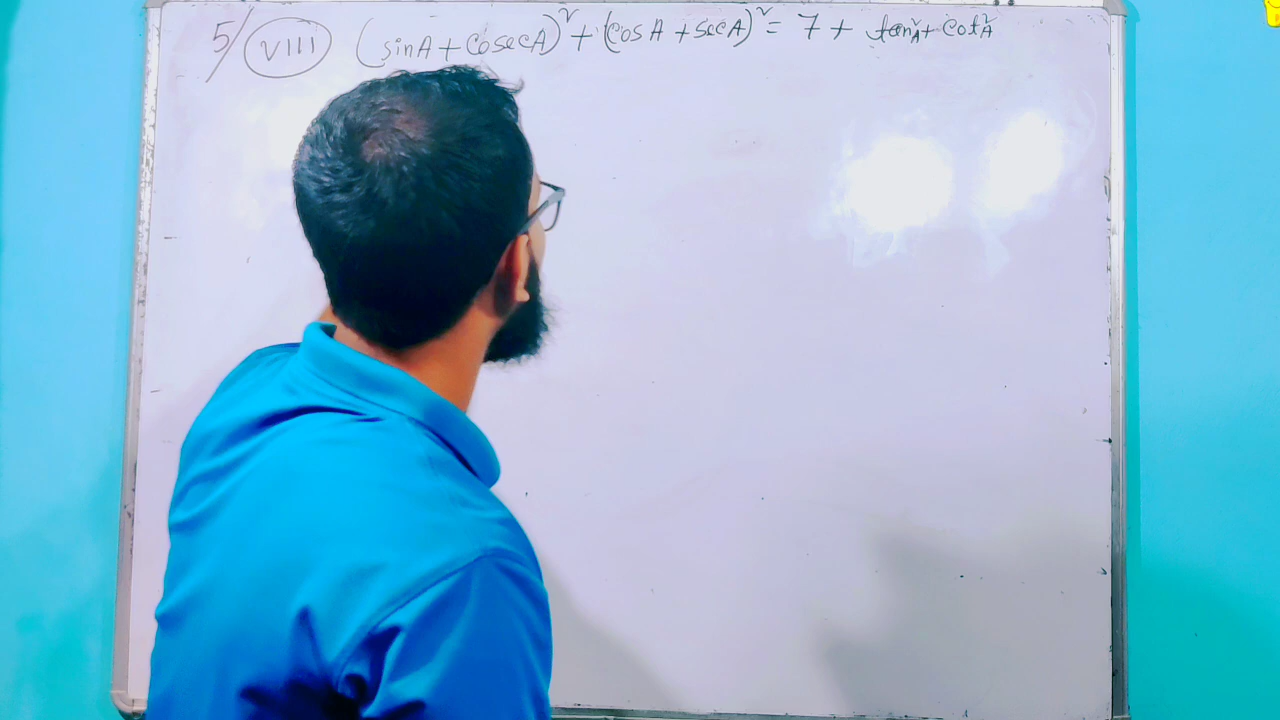 5/ VIII (sinA + cosecA)² + (cosA + secA)² = 7 + tan²A + cot²A